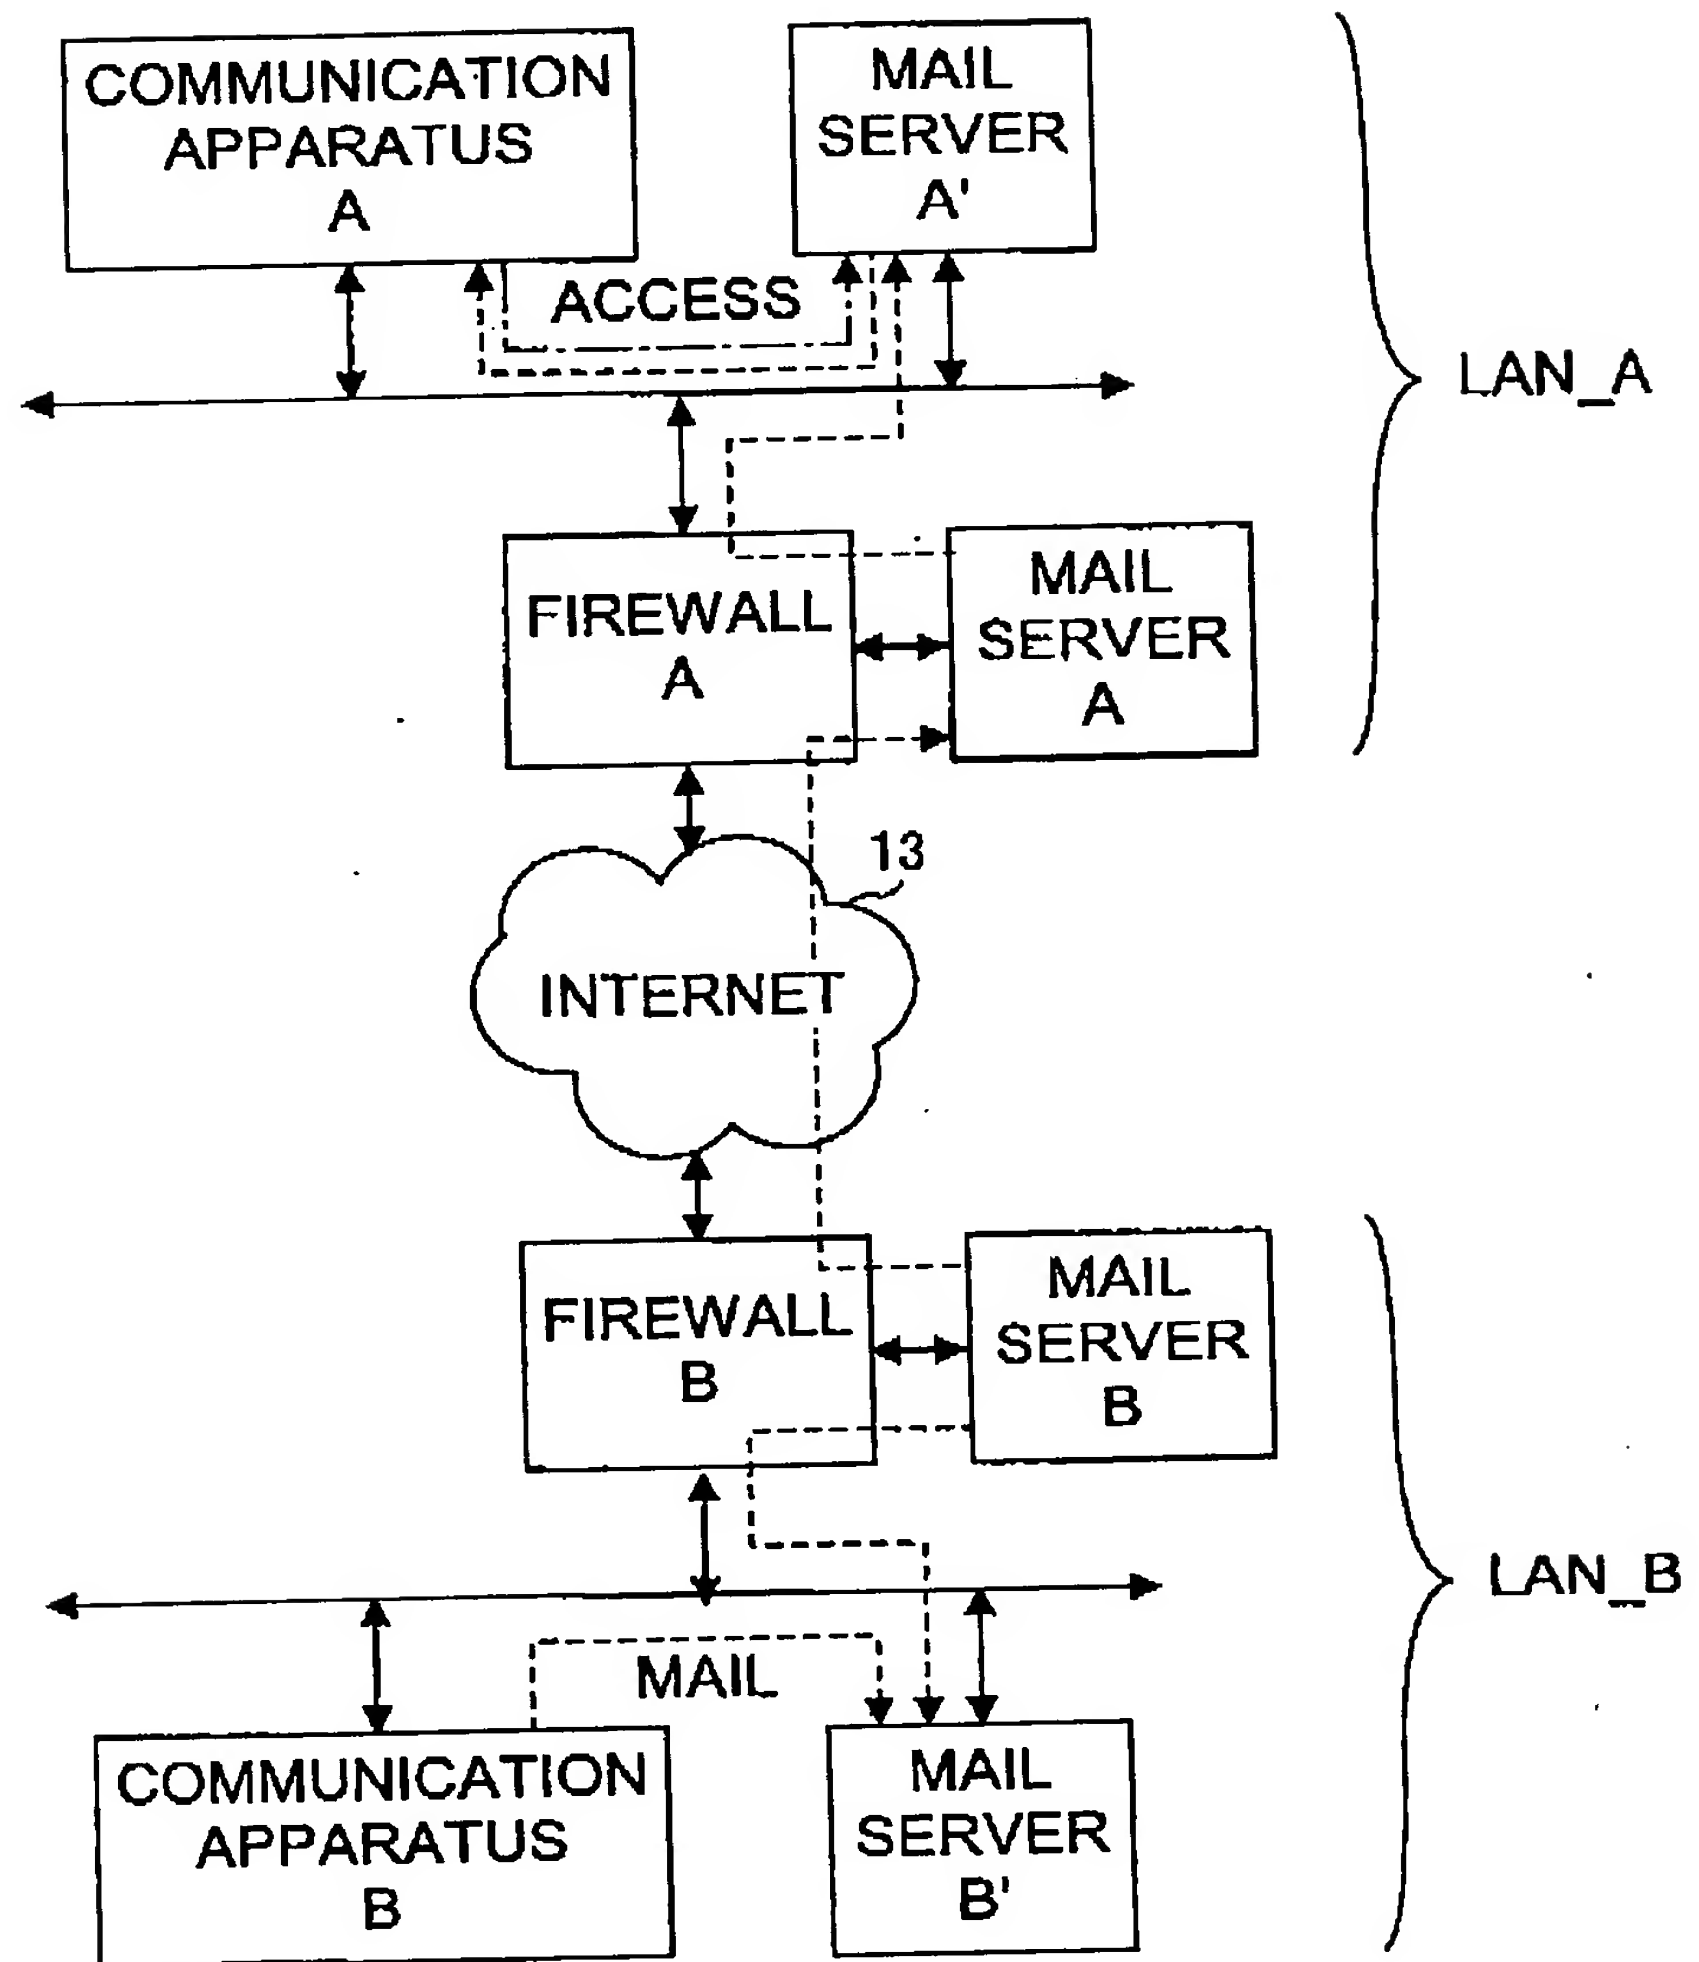 COMMUNICATION
APPARATUS
A
MAIL
SERVER
A'
ACCESS
LAN_A
FIREWALL
A
MAIL
SERVER
A
13
INTERNET
FIREWALL
B
MAIL
SERVER
B
LAN_B
MAIL
COMMUNICATION
APPARATUS
B
MAIL
SERVER
B'